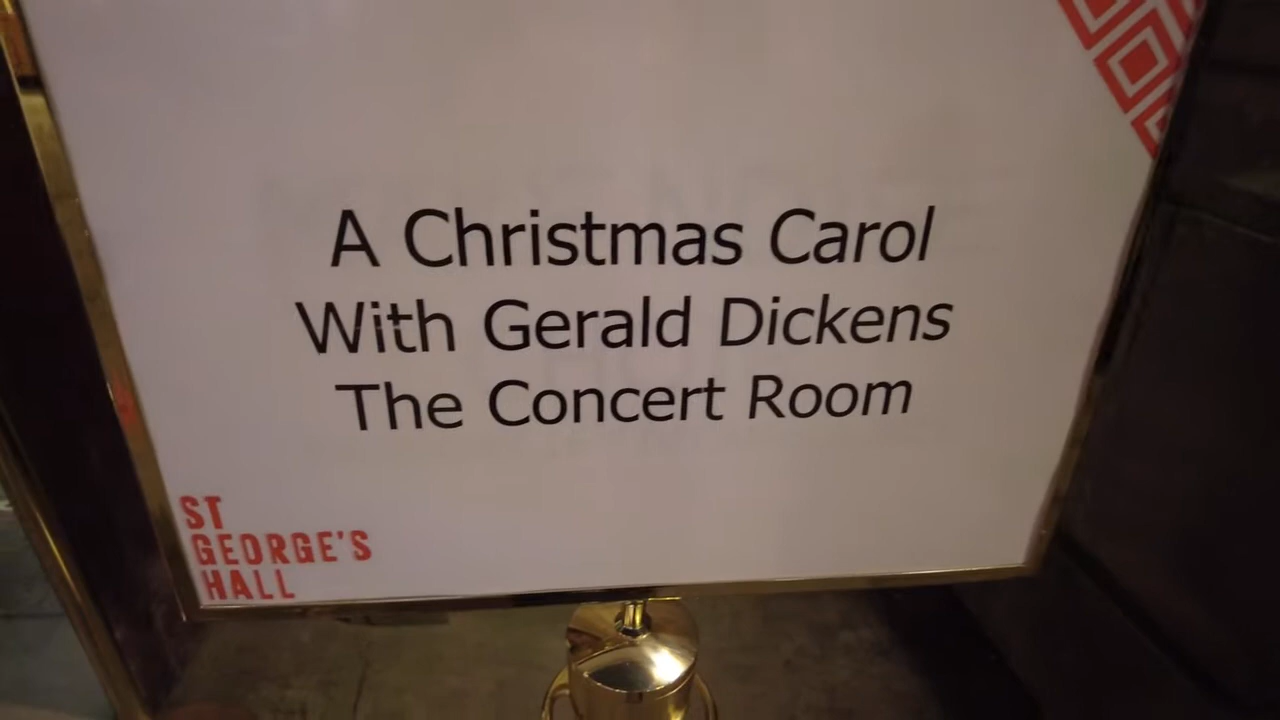 A Christmas Carol
With Gerald Dickens
The Concert Room
ST
GEORGE'S
HALL